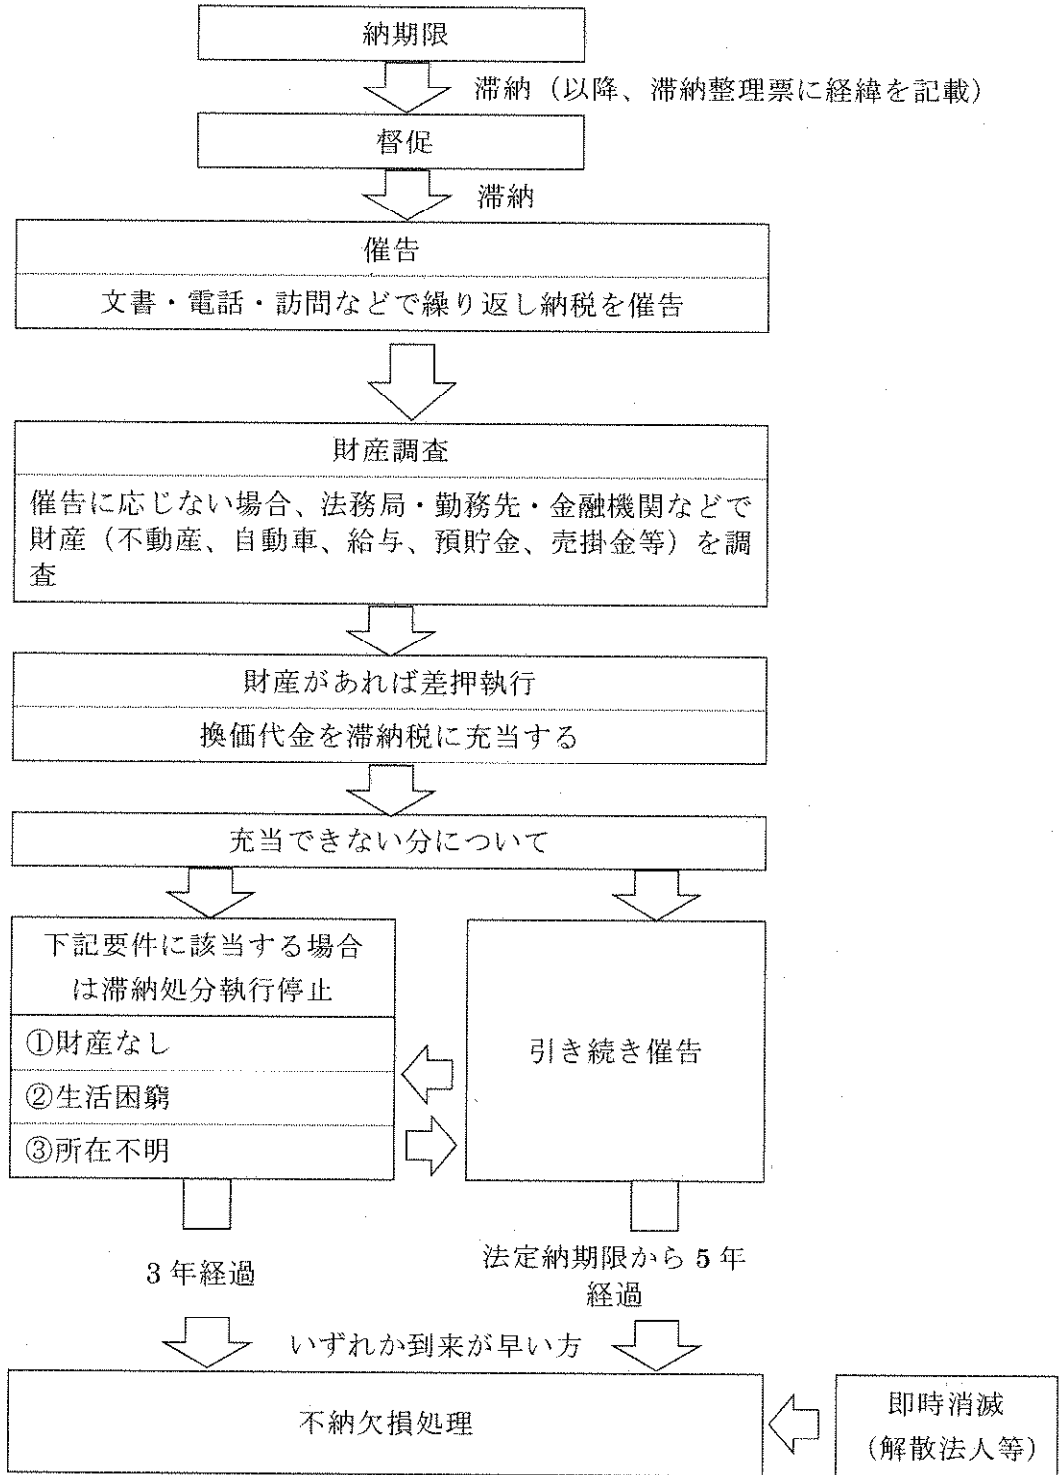 納期限
滞納（以降、滞納整理票に経緯を記載）
督促
滞納
催告
文書・電話・訪問などで繰り返し納税を催告
財産調査
催告に応じない場合、法務局・勤務先・金融機関などで
財産（不動産、自動車、給与、預貯金、売掛金等）を調
査
財産があれば差押執行
換価代金を滞納税に充当する
充当できない分について
下記要件に該当する場合
は滞納処分執行停止
①財産なし
②生活困窮
③所在不明
引き続き催告
3 年経過
法定納期限から 5 年
経過
いずれか到来が早い方
不納欠損処理
即時消滅
（解散法人等）